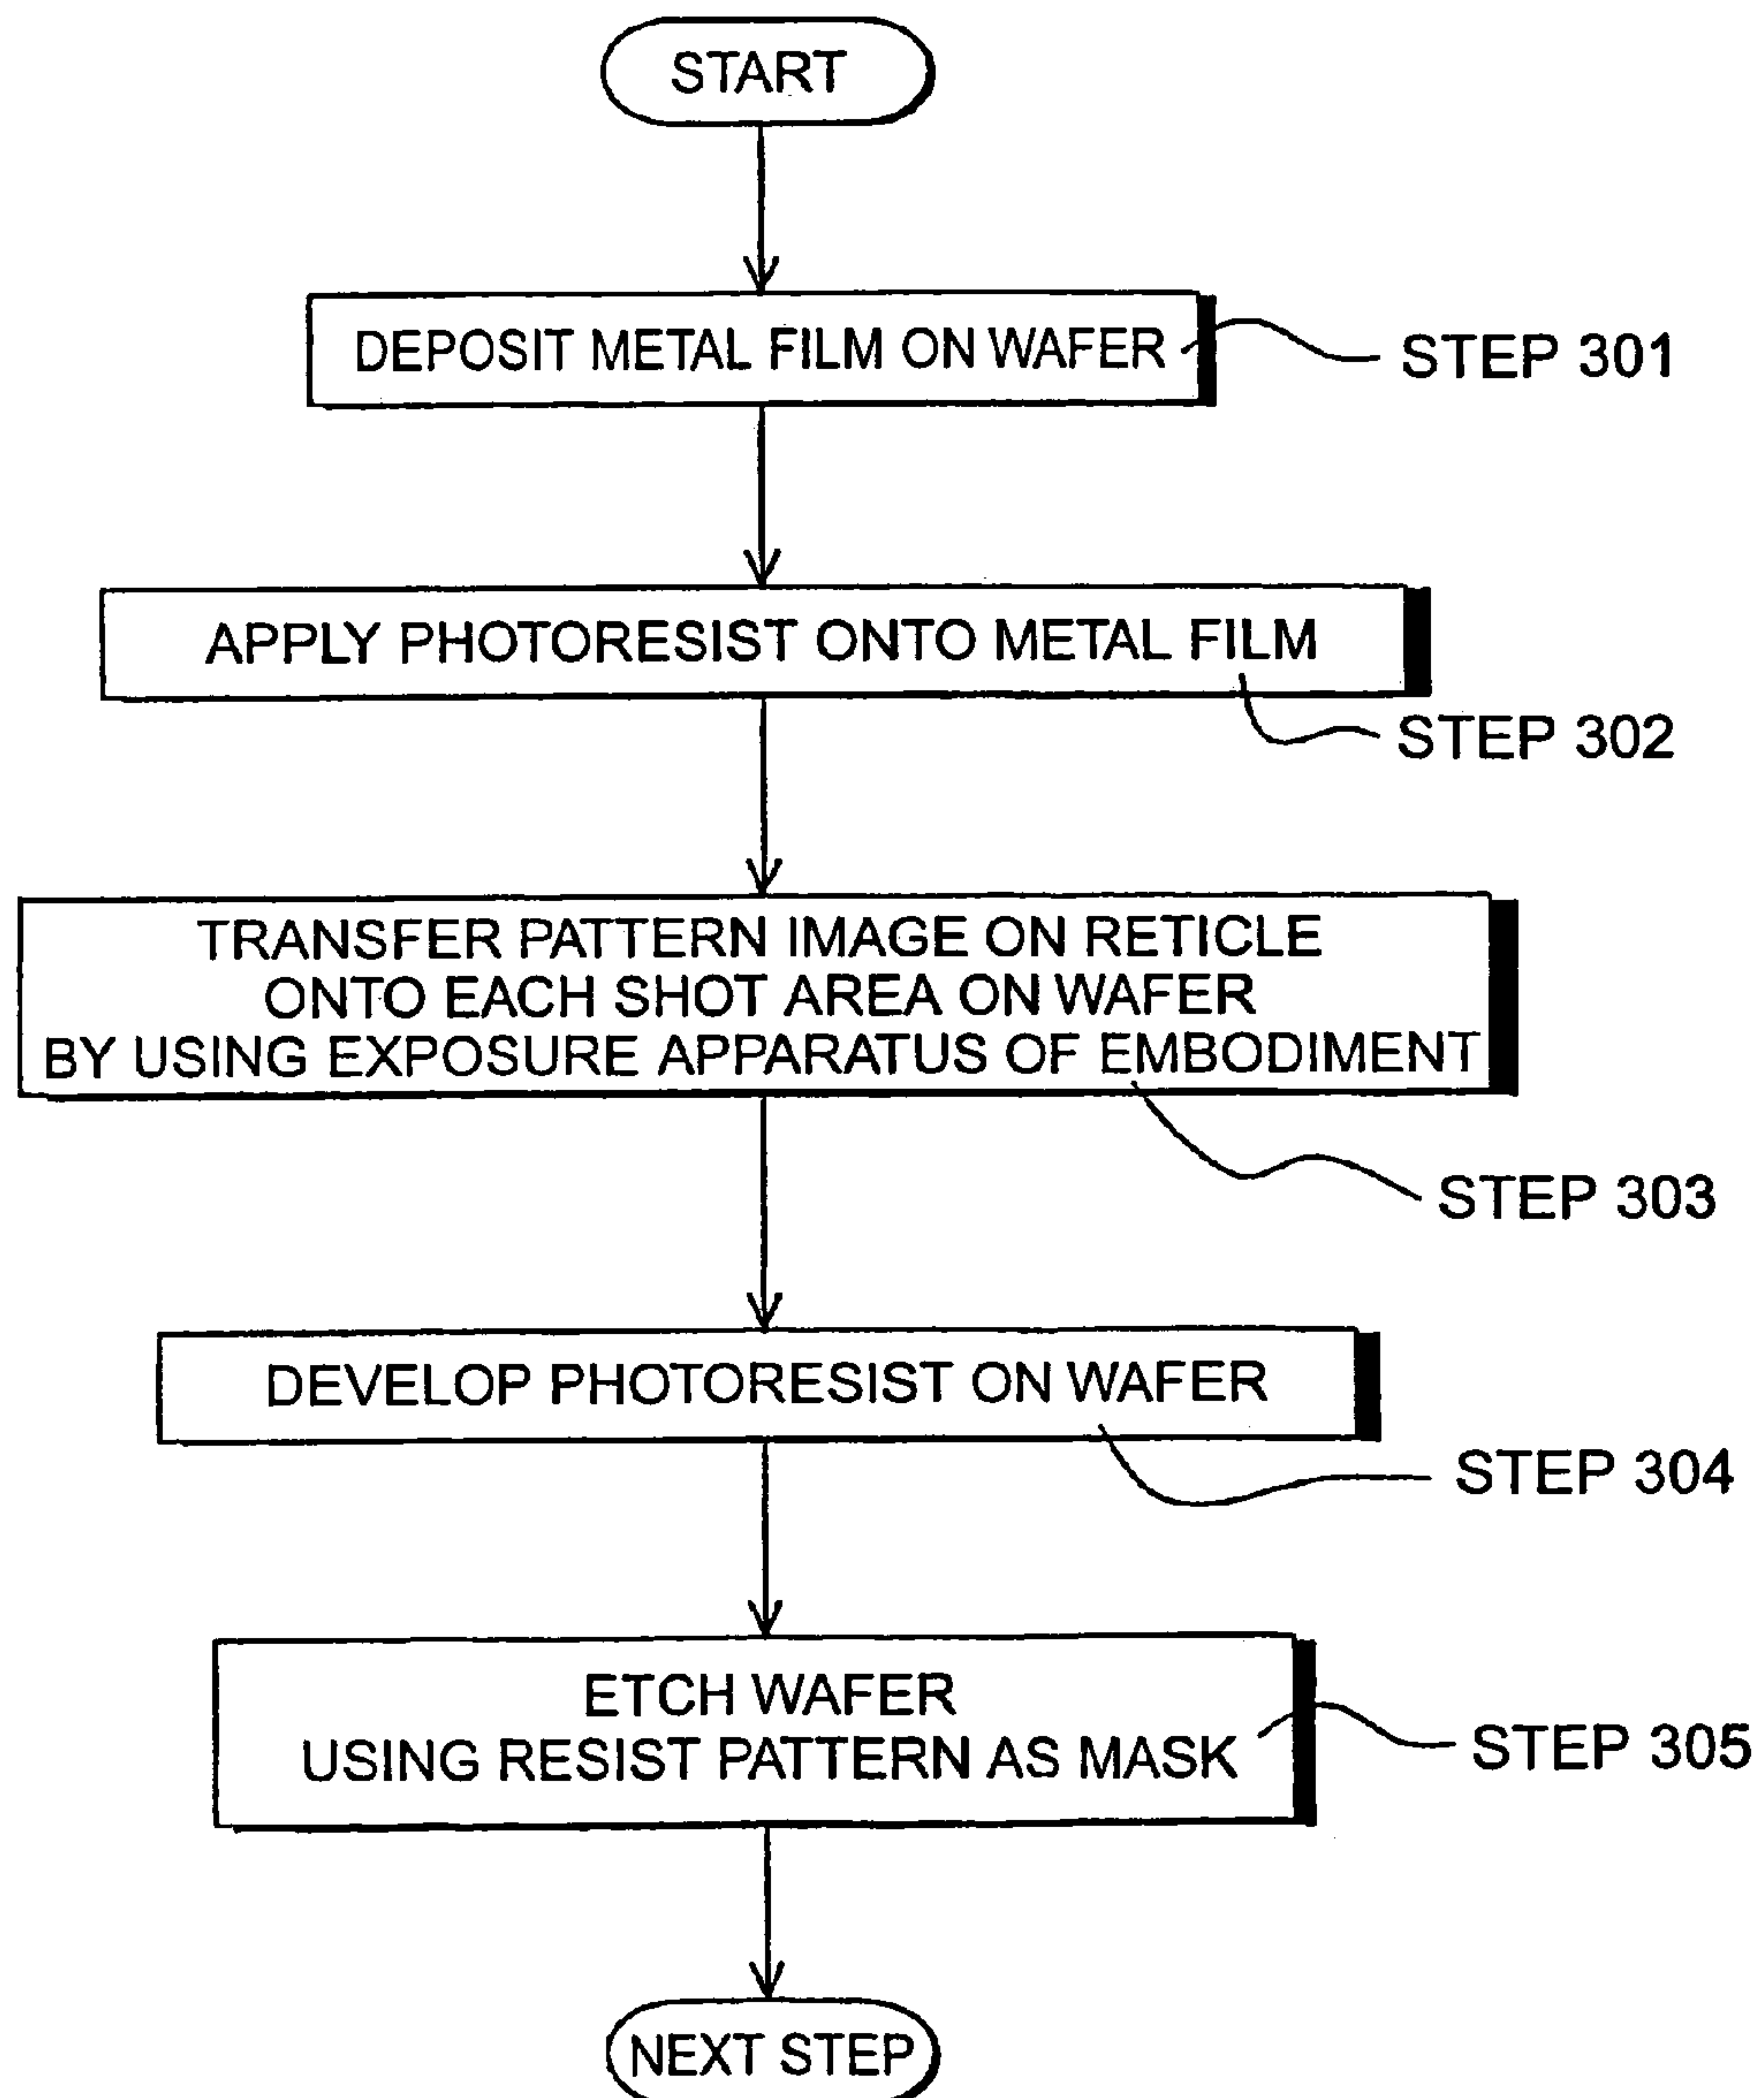 START
DEPOSIT METAL FILM ON WAFER
STEP 301
APPLY PHOTORESIST ONTO METAL FILM
STEP 302
TRANSFER PATTERN IMAGE ON RETICLE
ONTO EACH SHOT AREA ON WAFER
BY USING EXPOSURE APPARATUS OF EMBODIMENT
STEP 303
DEVELOP PHOTORESIST ON WAFER
STEP 304
ETCH WAFER
USING RESIST PATTERN AS MASK
STEP 305
NEXT STEP